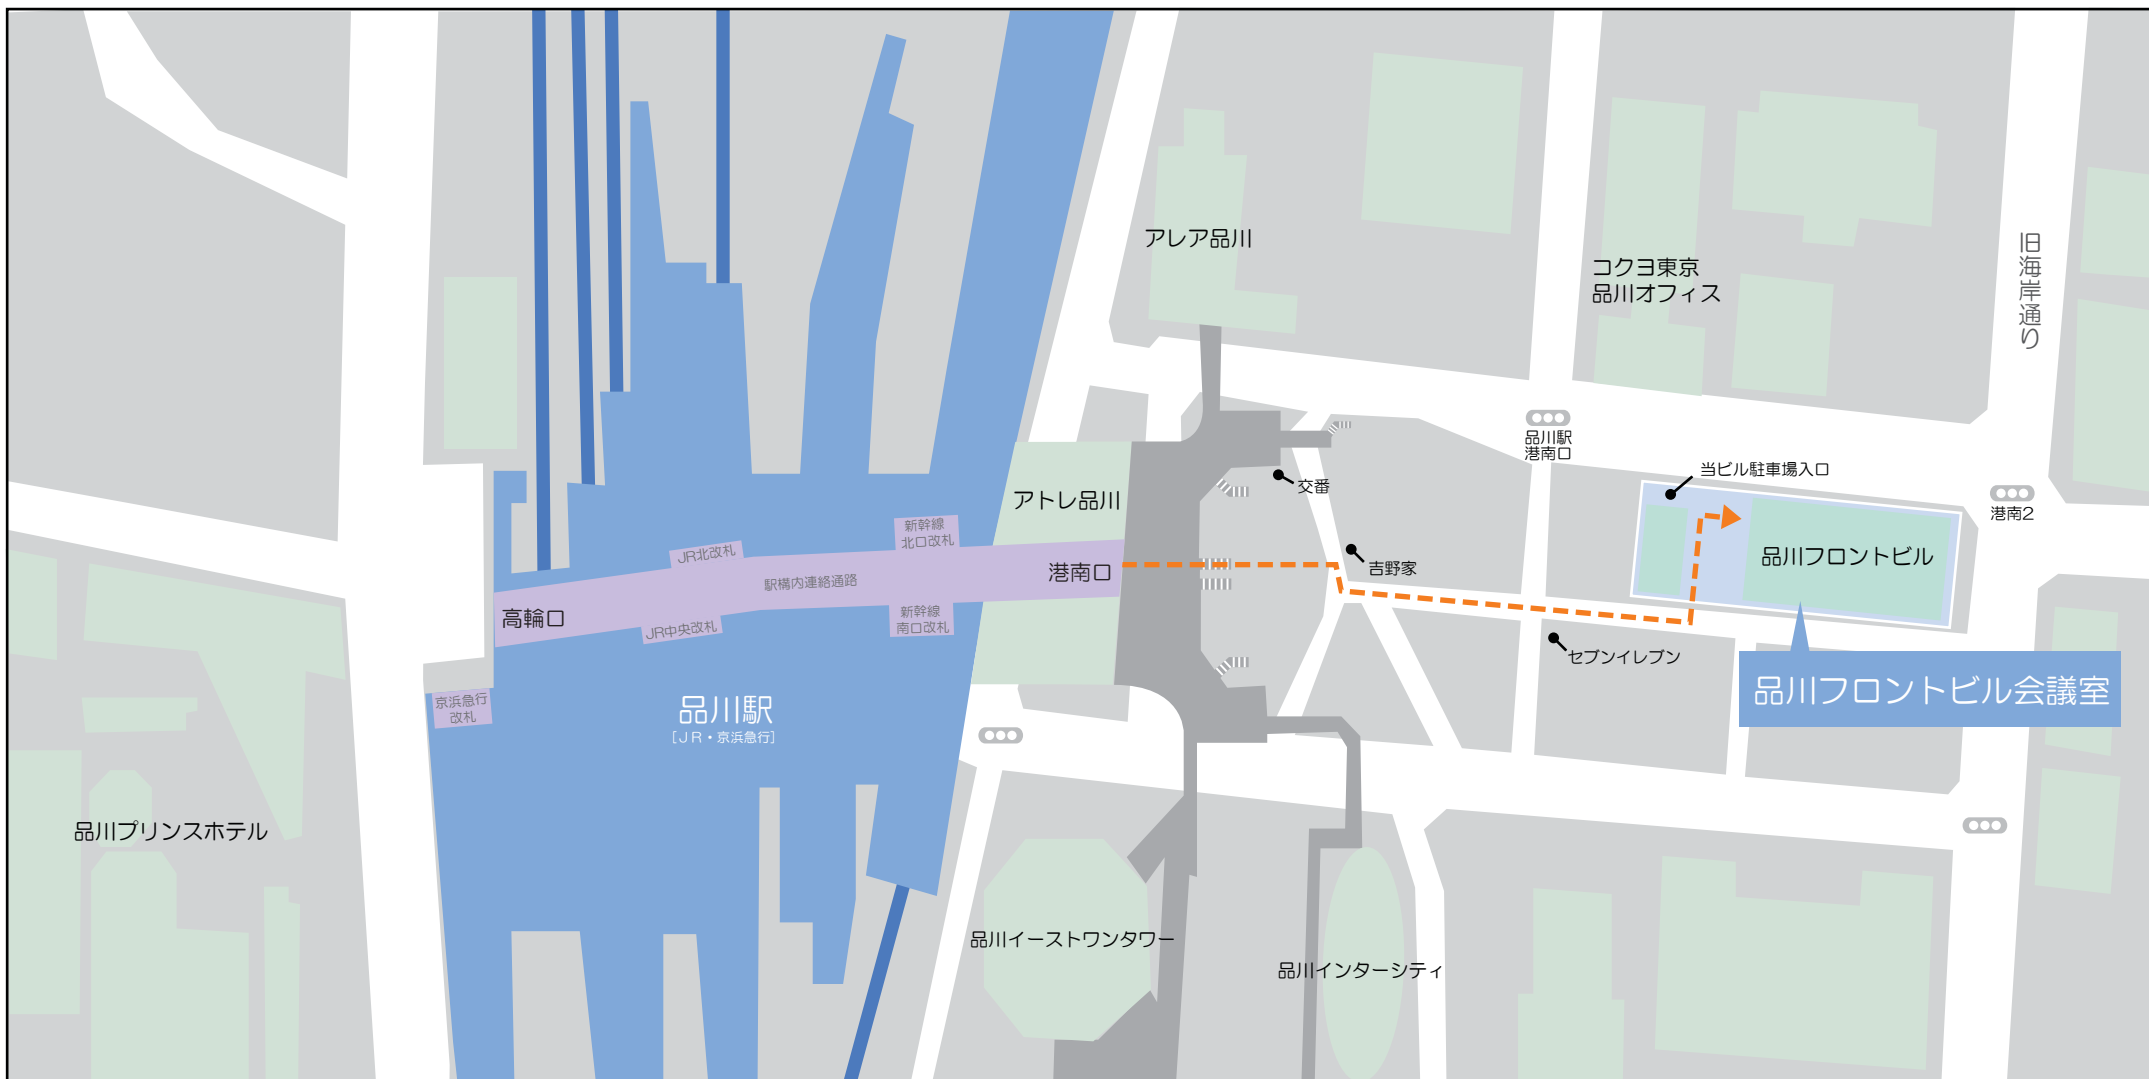 アレア品川
コクヨ東京
品川オフィス
旧海岸通り
品川駅
港南口
当ビル駐車場入口
交番
港南2
アトレ品川
新幹線
北口改札
JR北改札
品川フロントビル
吉野家
港南口
駅構内連絡通路
高輪口
新幹線
南口改札
JR中央改札
セブンイレブン
品川フロントビル会議室
京浜急行
改札
品川駅
[JR・京浜急行]
品川プリンスホテル
品川イーストワンタワー
品川インターシティ